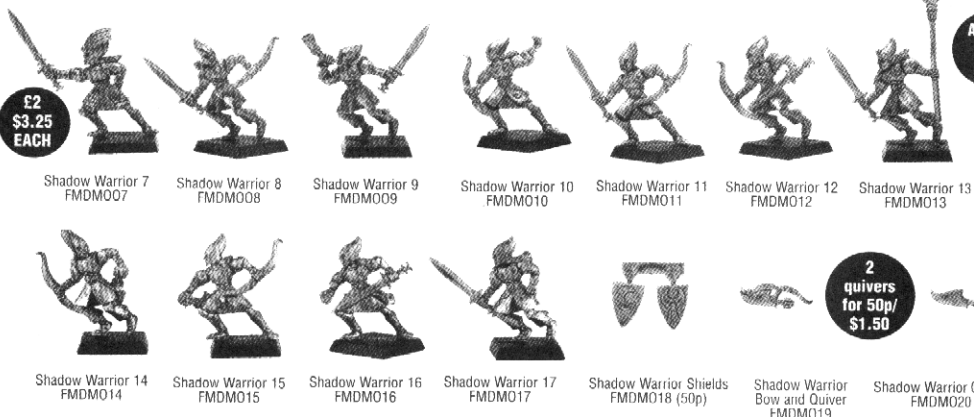 £2
$3.25
EACH
Shadow Warrior 7
FMDMO07
Shadow Warrior 8
FMDMO08
Shadow Warrior 9
FMDMO09
Shadow Warrior 10
FMDMO10
Shadow Warrior 11
FMDMO11
Shadow Warrior 12
FMDMO12
Shadow Warrior 13
FMDMO13
2
quivers
for 50p/
$1.50
Shadow Warrior 14
FMDMO14
Shadow Warrior 15
FMDMO15
Shadow Warrior 16
FMDMO16
Shadow Warrior 17
FMDMO17
Shadow Warrior Shields
FMDMO18 (50p)
Shadow Warrior
Bow and Quiver
FMDMO19
Shadow Warrior
FMDMO20